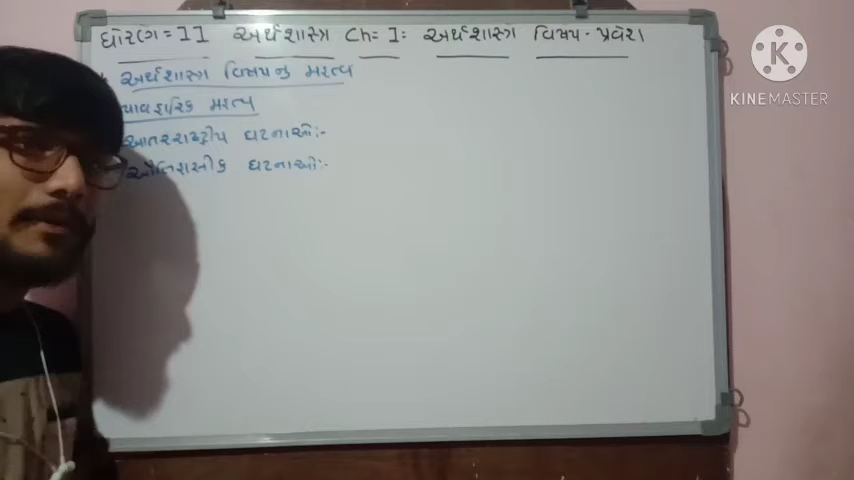 ધોરણ = 11 અર્થશાસ્ત્ર Ch = 1: અર્થશાસ્ત્ર વિષય - પ્રવેશ
અર્થશાસ્ત્ર વિષયનુ મહત્વ
વ્યાવહારિક મહત્વ
આતરરાષ્ટ્રીય ઘટનાઓ:-
ઐતિહાસીક ઘટનાઓ:-
K
KINEMASTER